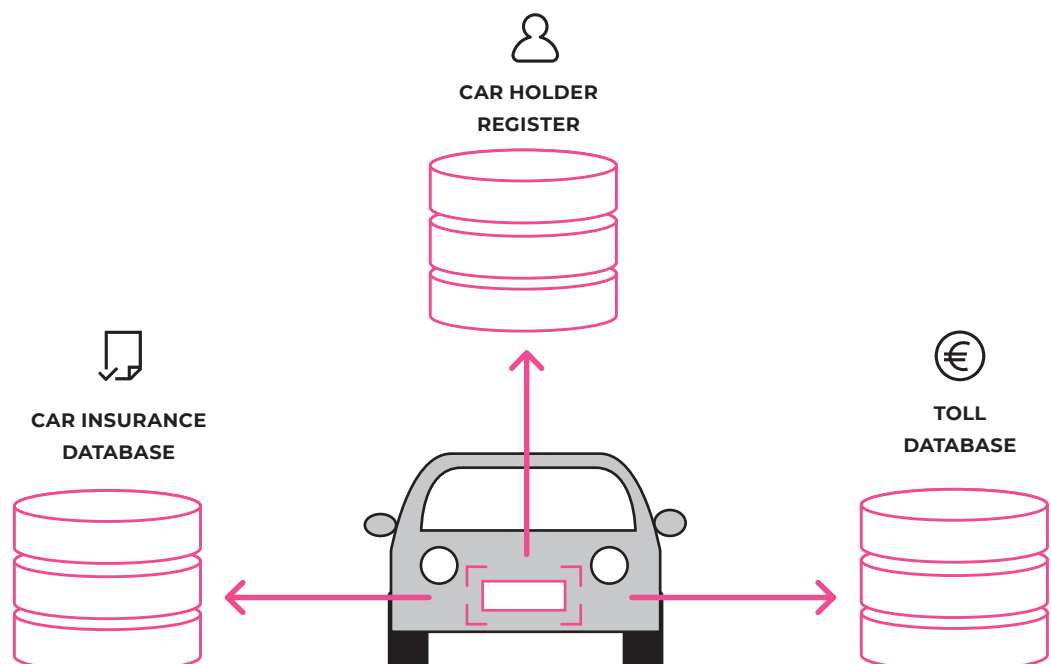 CAR HOLDER
REGISTER
CAR INSURANCE
DATABASE
€
TOLL
DATABASE